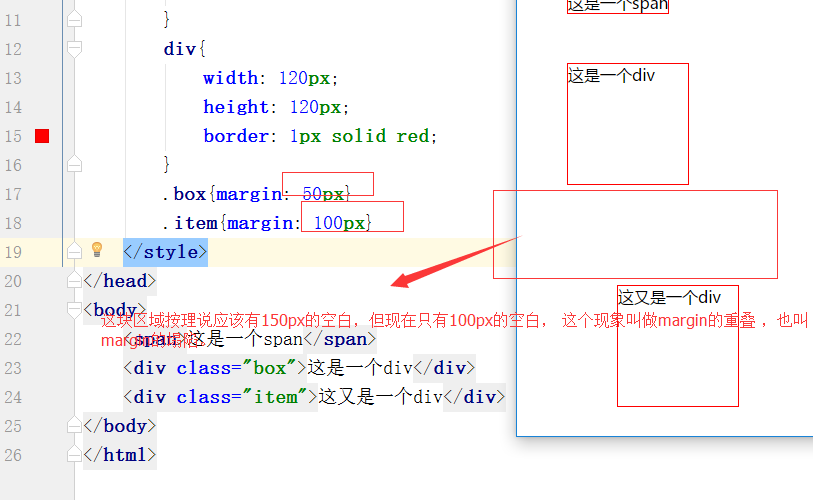 这是一个span
11 }
12 div{
13 width: 120px;
这是一个div
14 height: 120px;
15 border: 1px solid red;
16 }
17 .box{margin: 50px}
18 .item{margin: 100px}
19 </style>
20 </head>
这又是一个div
21 <body>
这块区域按理说应该有150px的空白，但现在只有100px的空白， 这个现象叫做margin的重叠 ，也叫
margin的塌陷
22 <span>这是一个span</span>
23 <div class="box">这是一个div</div>
24 <div class="item">这又是一个div</div>
25 </body>
26 </html>